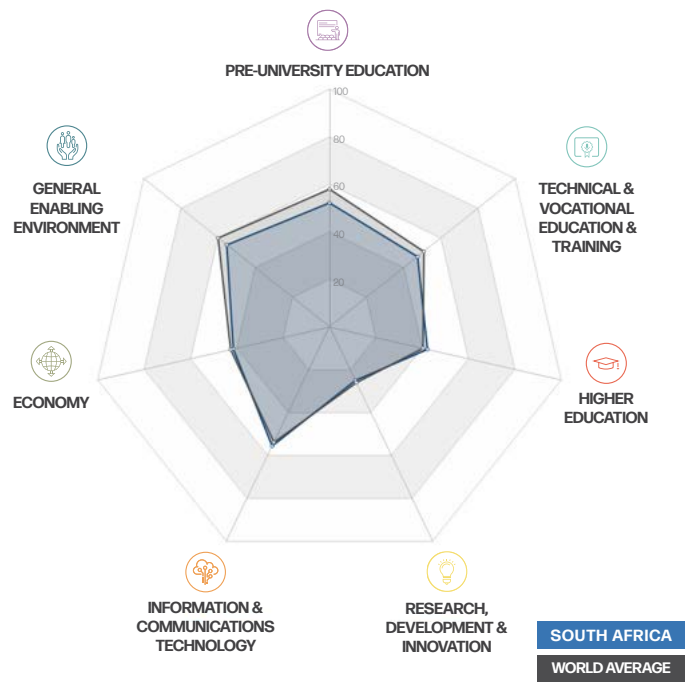 PRE-UNIVERSITY EDUCATION
100
80
60
40
20
GENERAL
ENABLING
ENVIRONMENT
TECHNICAL &
VOCATIONAL
EDUCATION &
TRAINING
ECONOMY
HIGHER
EDUCATION
INFORMATION &
COMMUNICATIONS
TECHNOLOGY
RESEARCH,
DEVELOPMENT &
INNOVATION
SOUTH AFRICA
WORLD AVERAGE